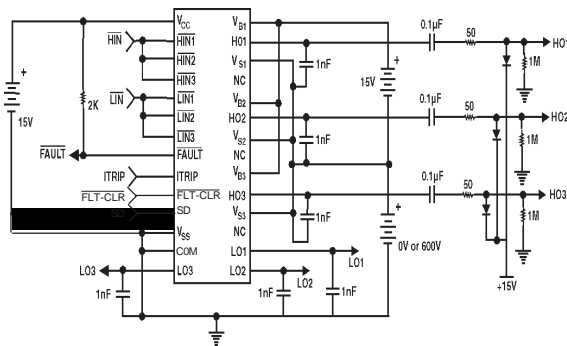 VCC
VB1
HIN
HIN1
HO1
0.1µF
50
HO1
HIN2
VS1
1nF
1M
HIN3
NC
15V
LIN
LIN1
VB2
0.1µF
50
2K
LIN2
HO2
HO2
15V
LIN3
VS2
1nF
1M
FAULT
FAULT
NC
ITRIP
ITRIP
VB3
0.1µF
50
FLT-CLR
FLT-CLR
HO3
HO3
SD
SD
VS3
1nF
1M
VSS
NC
0V or 600V
COM
LO1
LO1
LO3
LO3
LO2
LO2
+15V
1nF
1nF
1nF